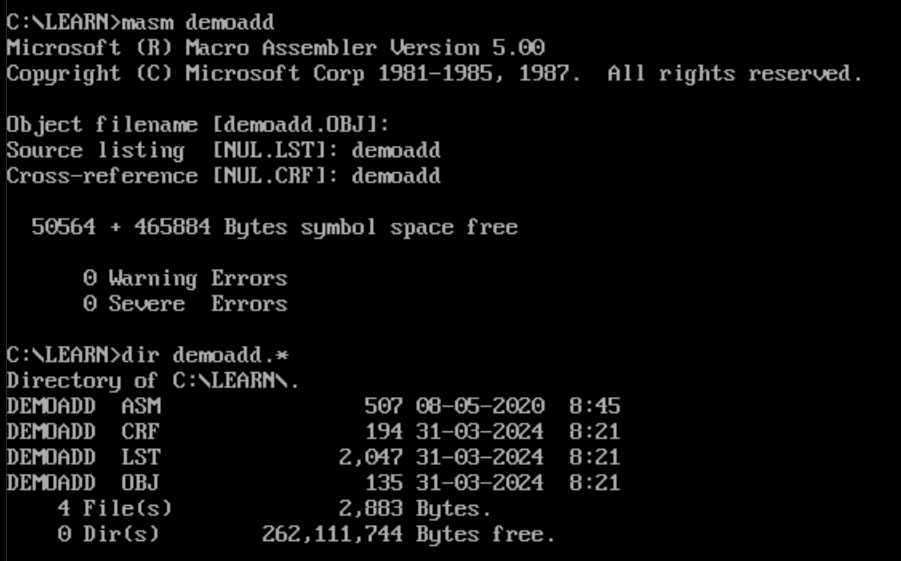 C:\LEARN>masm demoadd
Microsoft (R) Macro Assembler Version 5.00
Copyright (C) Microsoft Corp 1981-1985, 1987.  All rights reserved.

Object filename [demoadd.OBJ]:
Source listing  [NUL.LST]: demoadd
Cross-reference [NUL.CRF]: demoadd

  50564 + 465884 Bytes symbol space free

      0 Warning Errors
      0 Severe  Errors

C:\LEARN>dir demoadd.*
Directory of C:\LEARN\.
DEMOADD  ASM                507 08-05-2020  8:45
DEMOADD  CRF                194 31-03-2024  8:21
DEMOADD  LST              2,047 31-03-2024  8:21
DEMOADD  OBJ                135 31-03-2024  8:21
    4 File(s)             2,883 Bytes.
    0 Dir(s)        262,111,744 Bytes free.